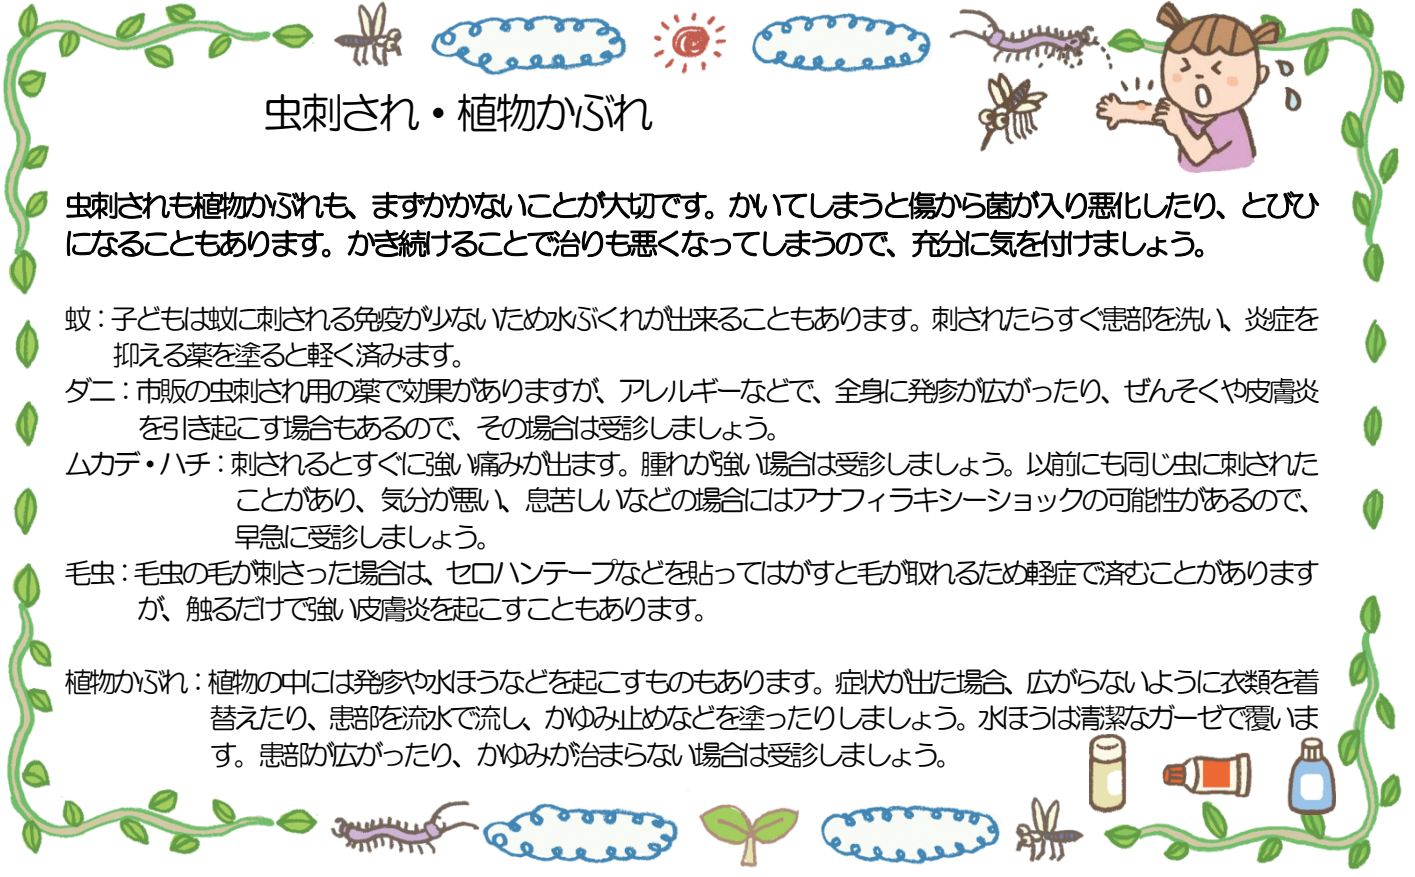 虫刺され・植物かぶれ
虫刺されも植物かぶれも、まずかかないことが大切です。かいてしまうと傷から菌が入り悪化したり、とびひ
になることもあります。かき続けることで治りも悪くなってしまうので、充分に気を付けましょう。
蚊：子どもは蚊に刺される免疫が少ないため水ぶくれが出来ることもあります。刺されたらすぐ患部を洗い、炎症を
抑える薬を塗ると軽く済みます。
ダニ：市販の虫刺され用の薬で効果がありますが、アレルギーなどで、全身に発疹が広がったり、ぜんそくや皮膚炎
を引き起こす場合もあるので、その場合は受診しましょう。
ムカデ・ハチ：刺されるとすぐに強い痛みが出ます。腫れが強い場合は受診しましょう。以前にも同じ虫に刺された
ことがあり、気分が悪い、息苦しいなどの場合にはアナフィラキシーショックの可能性があるので、
早急に受診しましょう。
毛虫：毛虫の毛が刺さった場合は、セロハンテープなどを貼ってはがすと毛が取れるため軽症で済むことがあります
が、触るだけで強い皮膚炎を起こすこともあります。
植物かぶれ：植物の中には発疹や水ほうなどを起こすものもあります。症状が出た場合、広がらないように衣類を着
替えたり、患部を流水で流し、かゆみ止めなどを塗ったりしましょう。水ほうは清潔なガーゼで覆いま
す。患部が広がったり、かゆみが治まらない場合は受診しましょう。